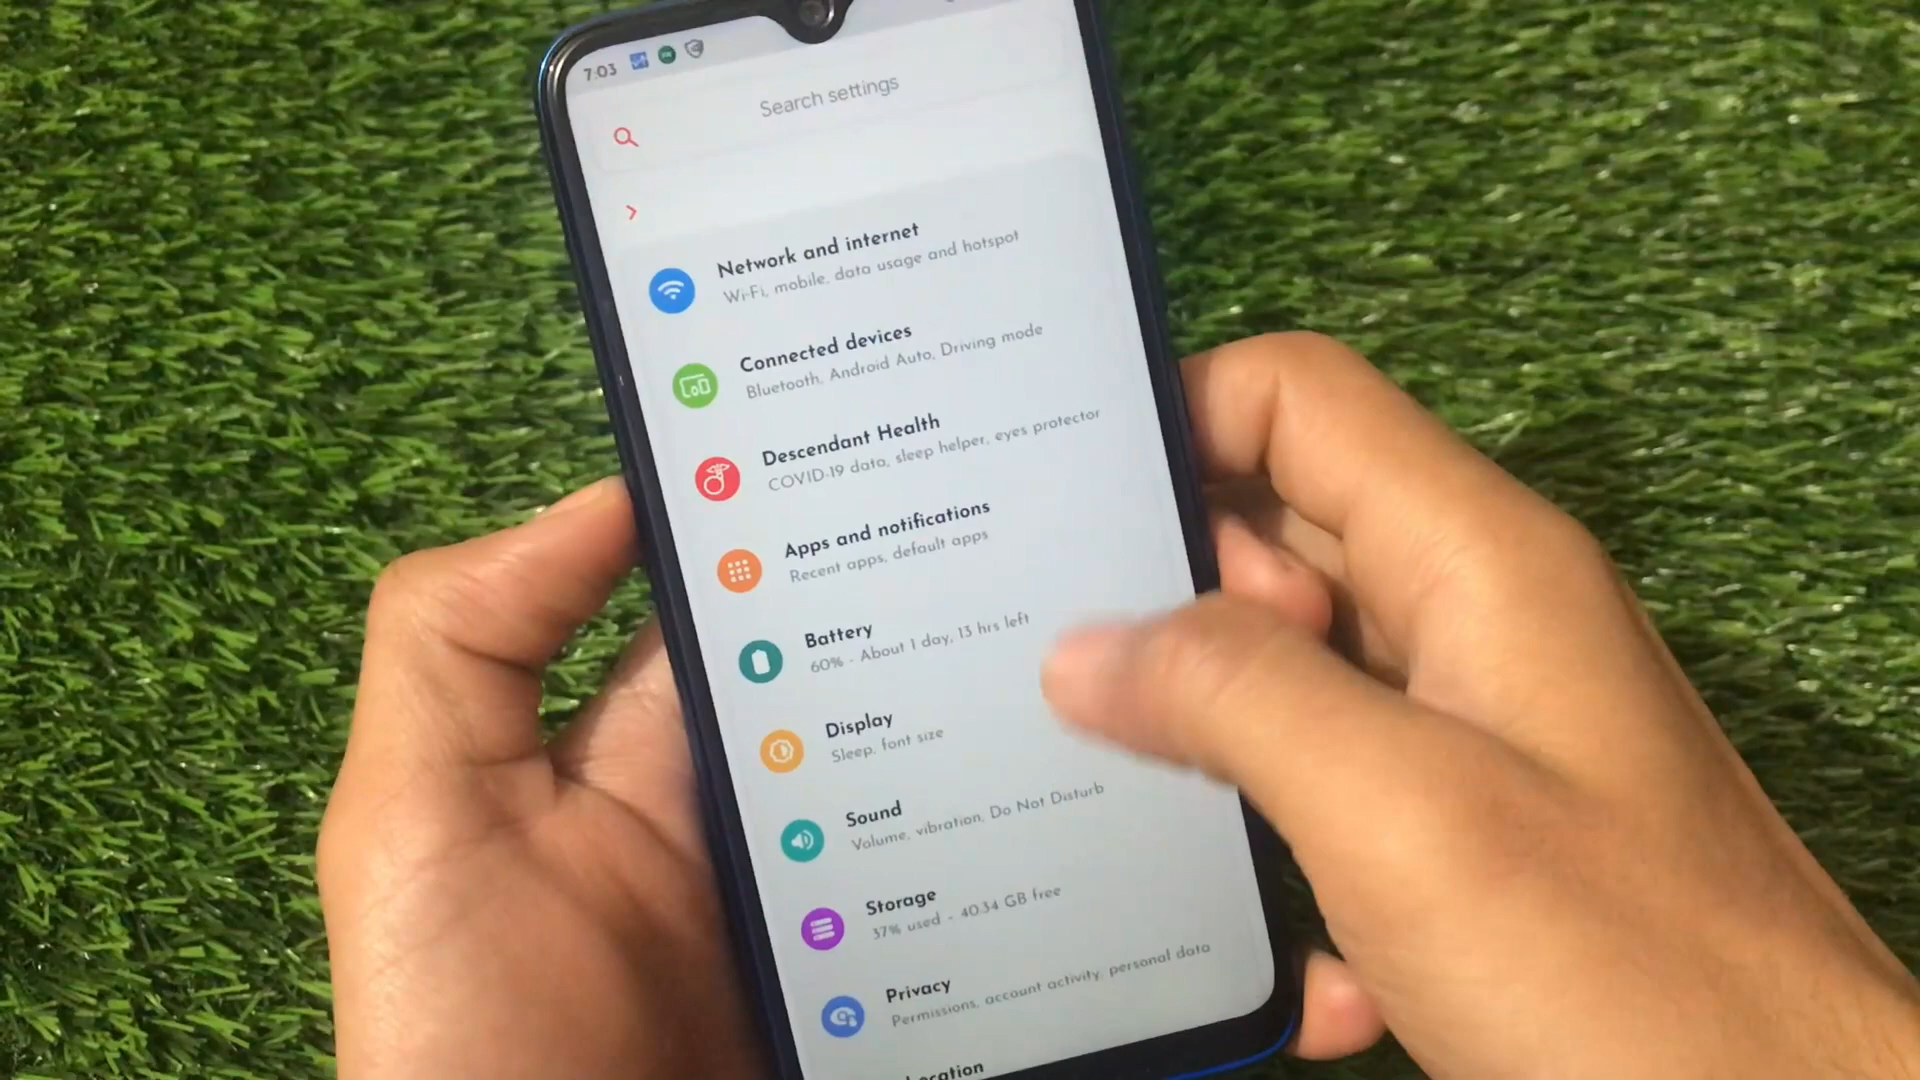 7:03
Search settings
Network and internet
Wi-Fi, mobile, data usage and hotspot
Connected devices
Bluetooth, Android Auto, Driving mode
Descendant Health
COVID-19 data, sleep helper, eyes protector
Apps and notifications
Recent apps, default apps
Battery
60% - About 1 day, 13 hrs left
Display
Sleep, font size
Sound
Volume, vibration, Do Not Disturb
Storage
37% used - 40.34 GB free
Privacy
Permissions, account activity, personal data
Location